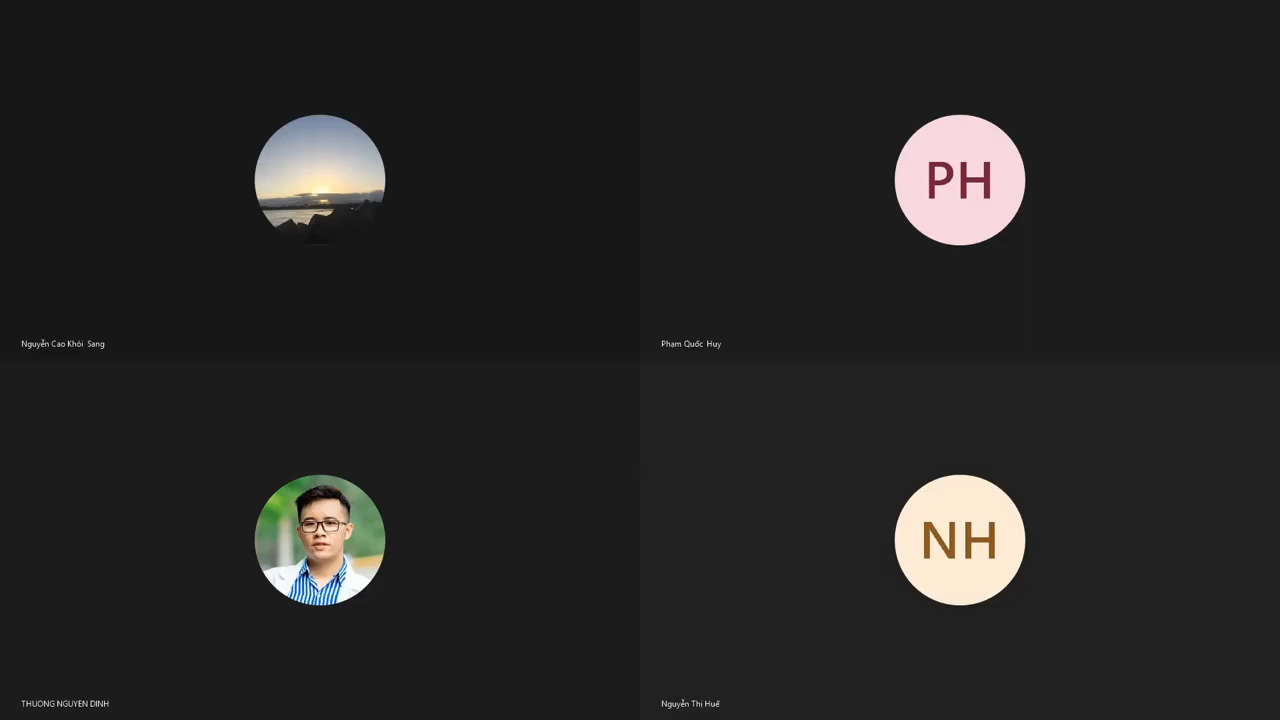 PH
Nguyễn Cao Khôi Sang
Phạm Quốc Huy
NH
THUONG NGUYEN DINH
Nguyễn Thị Huế